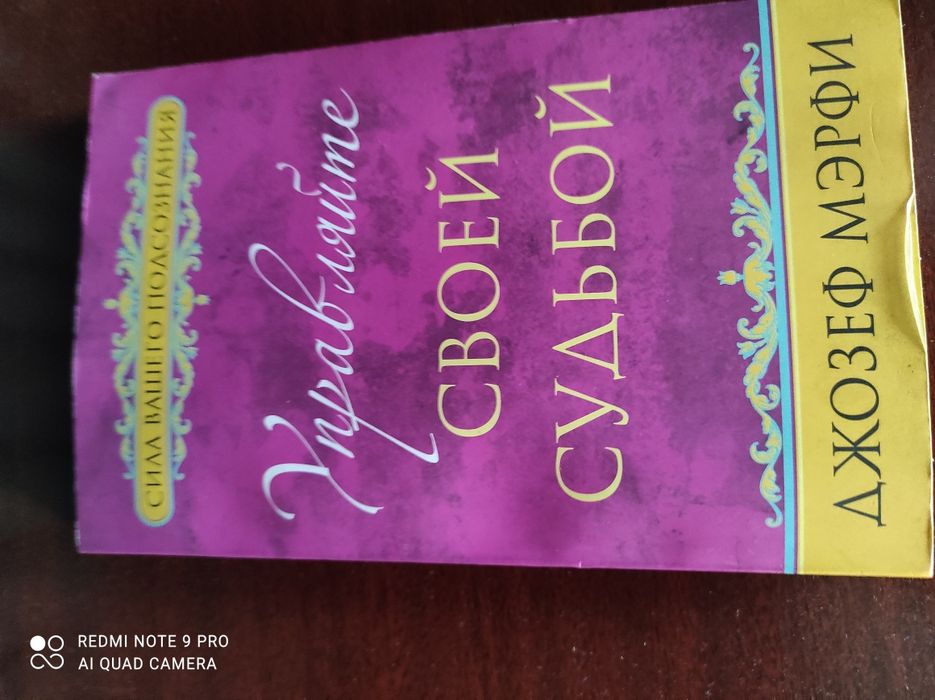 СИЛА ВАШЕГО ПОДСОЗНАНИЯ
Управляйте
СВОЕЙ
СУДЬБОЙ
ДЖОЗЕФ МЭРФИ
REDMI NOTE 9 PRO
AI QUAD CAMERA